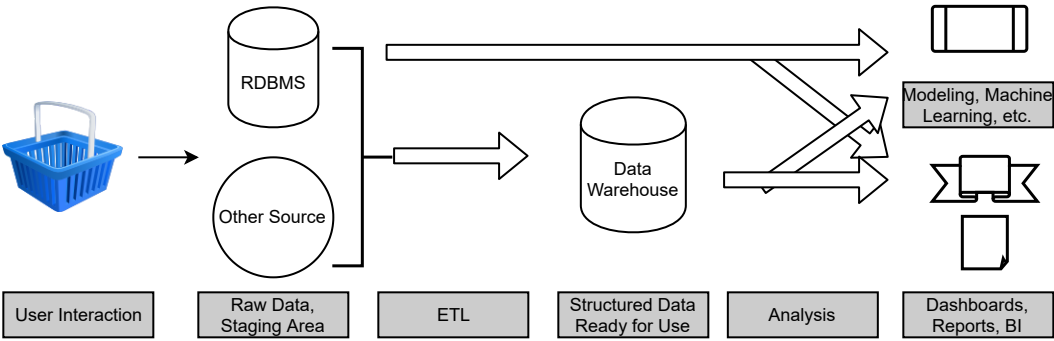 RDBMS
Modeling, Machine
Learning, etc.
Data
Warehouse
Other Source
User Interaction
Raw Data,
Staging Area
ETL
Structured Data
Ready for Use
Analysis
Dashboards,
Reports, BI